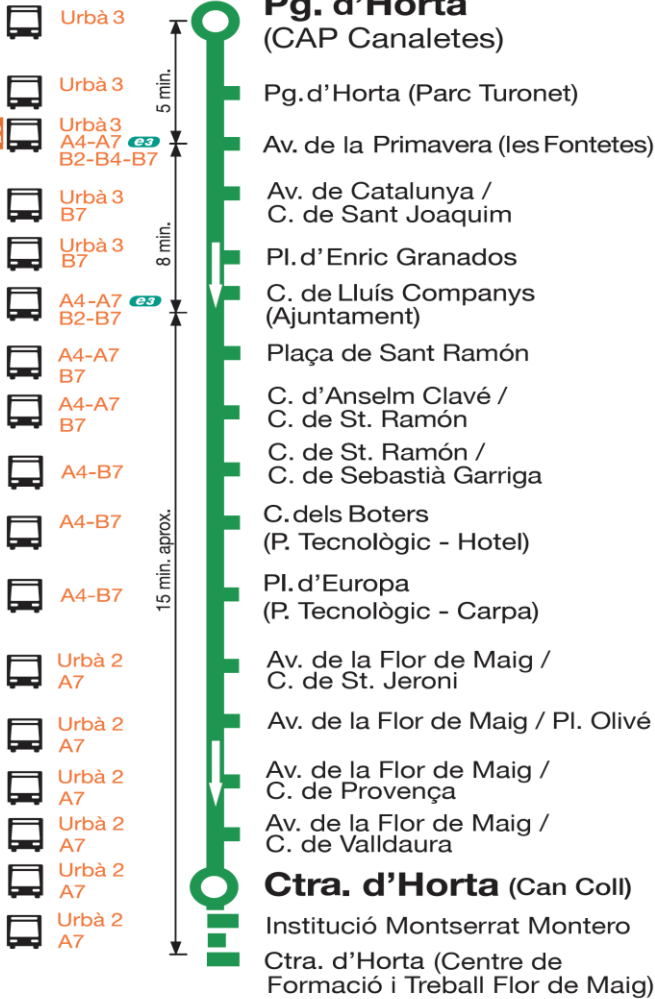 Urbà 3
Pg. d'Horta
(CAP Canaletes)
5 min.
Urbà 3
Pg. d'Horta (Parc Turonet)
Urbà 3
A4-A7 e3
B2-B4-B7
Av. de la Primavera (les Fontetes)
8 min.
Urbà 3
B7
Av. de Catalunya /
C. de Sant Joaquim
Urbà 3
B7
Pl. d'Enric Granados
A4-A7 e3
B2-B7
C. de Lluís Companys
(Ajuntament)
15 min. aprox.
A4-A7
B7
Plaça de Sant Ramón
A4-A7
B7
C. d'Anselm Clavé /
C. de St. Ramón
A4-B7
C. de St. Ramón /
C. de Sebastià Garriga
A4-B7
C. dels Boters
(P. Tecnològic - Hotel)
A4-B7
Pl. d'Europa
(P. Tecnològic - Carpa)
Urbà 2
A7
Av. de la Flor de Maig /
C. de St. Jeroni
Urbà 2
A7
Av. de la Flor de Maig / Pl. Olivé
Urbà 2
A7
Av. de la Flor de Maig /
C. de Provença
Urbà 2
A7
Av. de la Flor de Maig /
C. de Valldaura
Urbà 2
A7
Ctra. d'Horta (Can Coll)
Urbà 2
A7
Institució Montserrat Montero
Ctra. d'Horta (Centre de
Formació i Treball Flor de Maig)